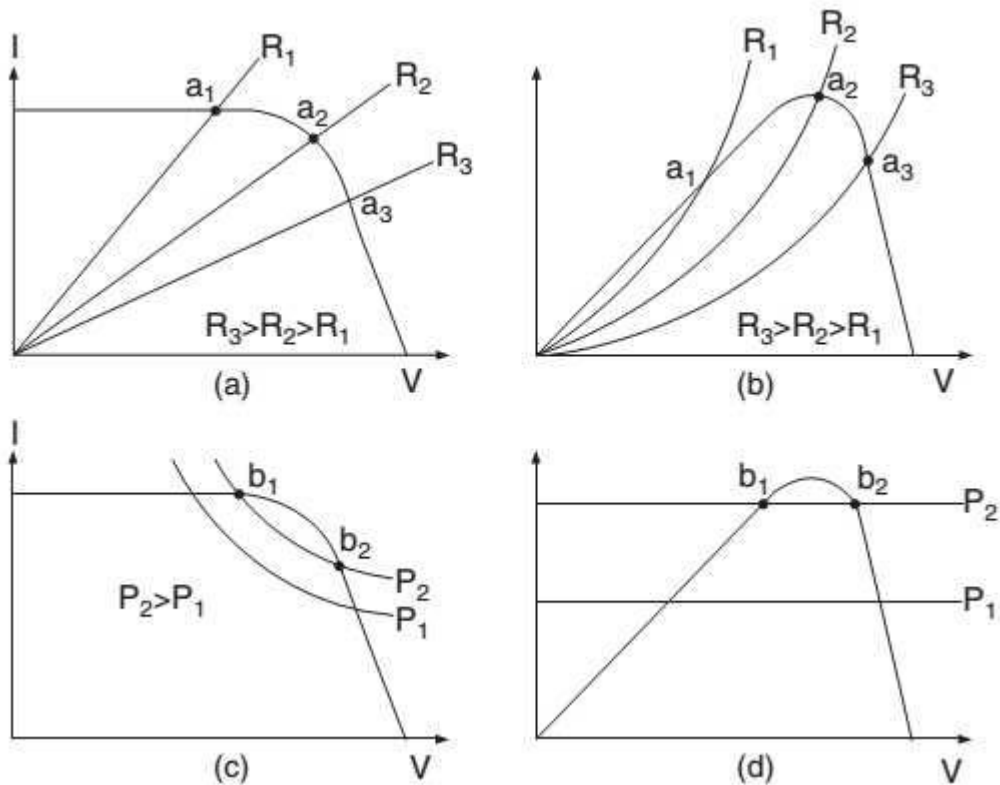 I
R1
a1
R2
a2
R3
a3
R3>R2>R1
V
(a)
R1
R2
a2
R3
a1
a3
R3>R2>R1
V
(b)
I
b1
b2
P2
P2>P1
P1
V
(c)
b1
b2
P2
P1
V
(d)